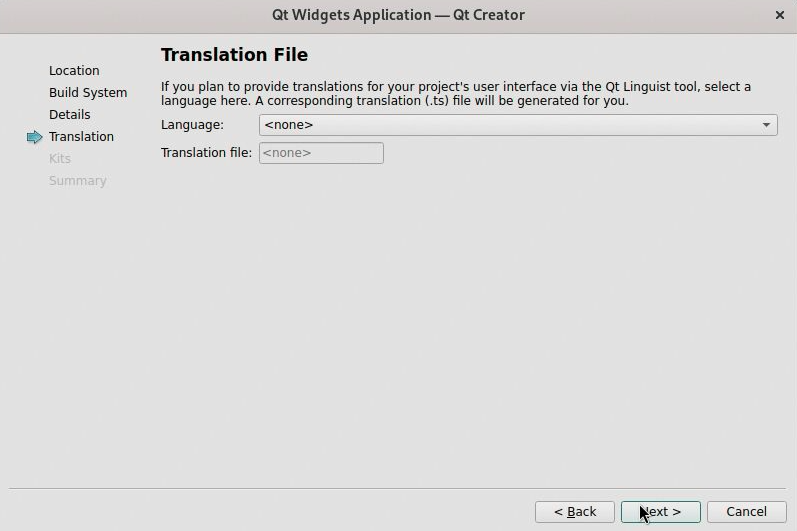 Qt Widgets Application — Qt Creator
Location
Build System
Details
Translation
Kits
Summary
Translation File
If you plan to provide translations for your project's user interface via the Qt Linguist tool, select a
language here. A corresponding translation (.ts) file will be generated for you.
Language: <none>
Translation file: <none>
< Back Next > Cancel